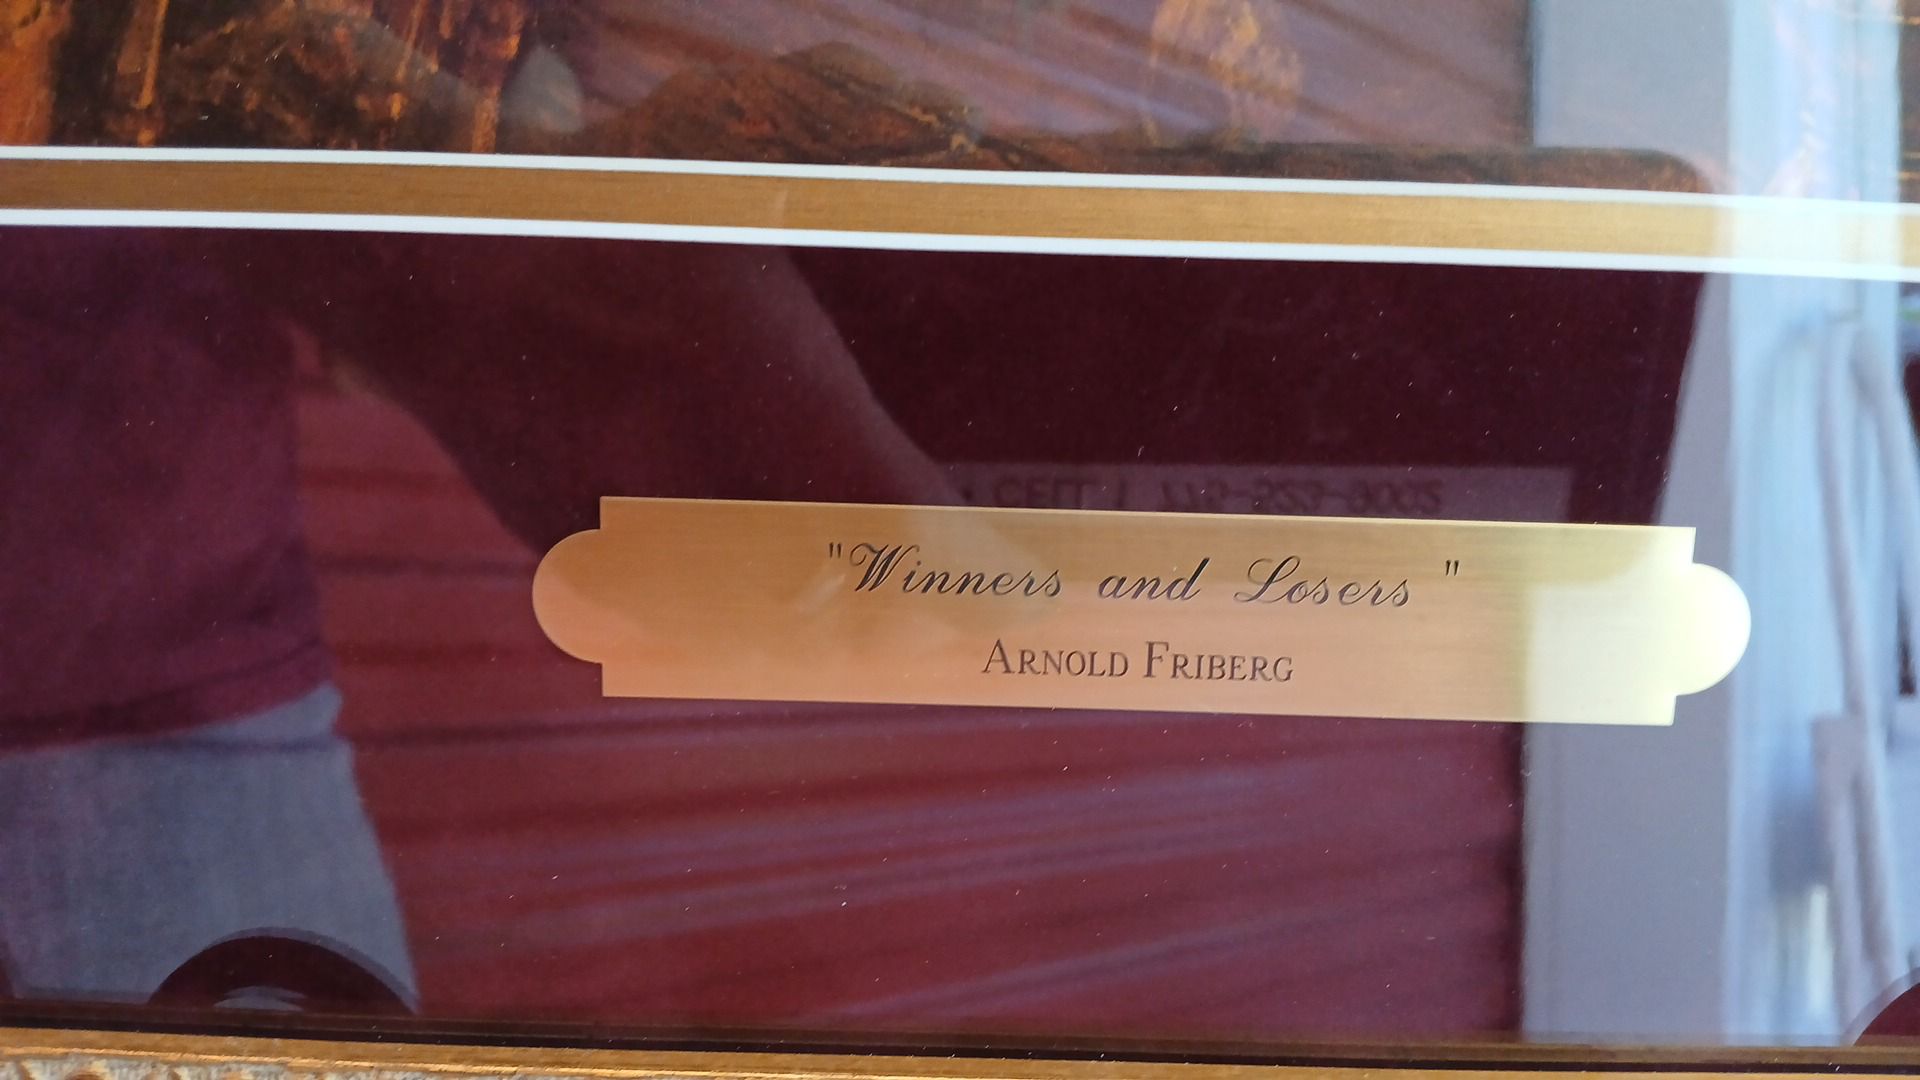 "Winners and Losers"
ARNOLD FRIBERG